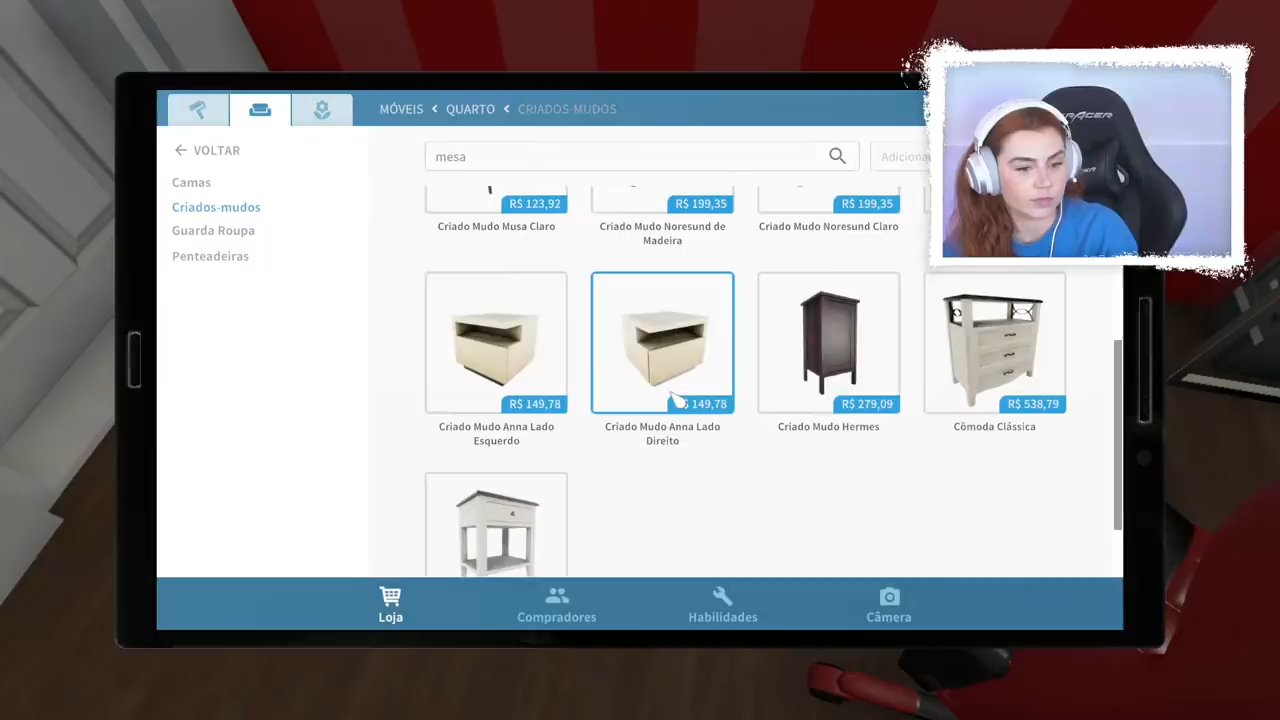 MÓVEIS < QUARTO < CRIADOS-MUDOS
VOLTAR
mesa
Adiciona
Camas
Criados-mudos
Guarda Roupa
Penteadeiras
R$ 123,92
R$ 199,35
R$ 199,35
Criado Mudo Musa Claro
Criado Mudo Noresund de
Madeira
Criado Mudo Noresund Claro
R$ 149,78
149,78
R$ 279,09
R$ 538,79
Criado Mudo Anna Lado
Esquerdo
Criado Mudo Anna Lado
Direito
Criado Mudo Hermes
Cômoda Clássica
Loja
Compradores
Habilidades
Câmera